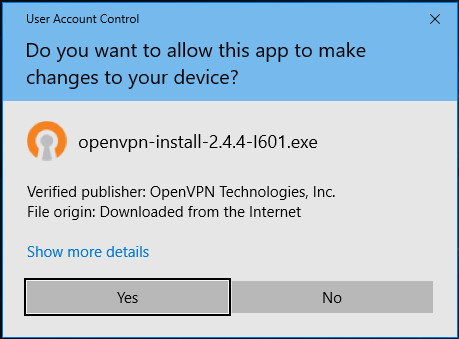 User Account Control
Do you want to allow this app to make
changes to your device?
openvpn-install-2.4.4-I601.exe
Verified publisher: OpenVPN Technologies, Inc.
File origin: Downloaded from the Internet
Show more details
Yes
No